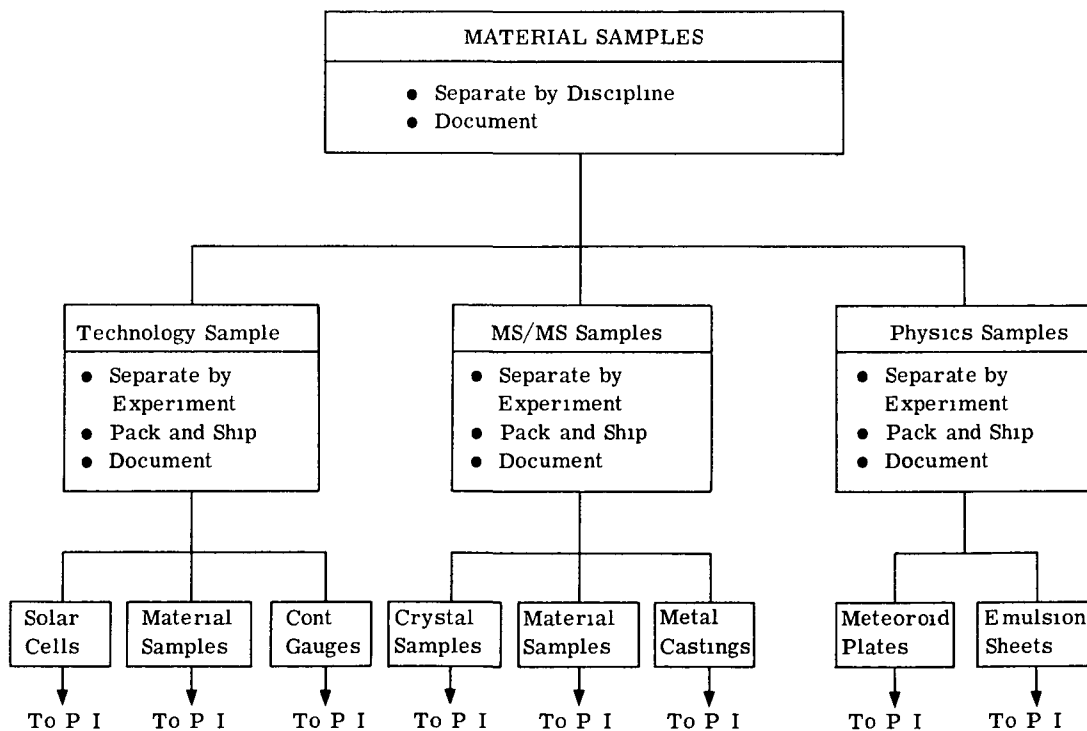 MATERIAL SAMPLES
● Separate by Discipline
● Document
Technology Sample
● Separate by
Experiment
● Pack and Ship
● Document
MS/MS Samples
● Separate by
Experiment
● Pack and Ship
● Document
Physics Samples
● Separate by
Experiment
● Pack and Ship
● Document
Solar
Cells
Material
Samples
Cont
Gauges
Crystal
Samples
Material
Samples
Metal
Castings
Meteoroid
Plates
Emulsion
Sheets
To P I
To P I
To P I
To P I
To P I
To P I
To P I
To P I